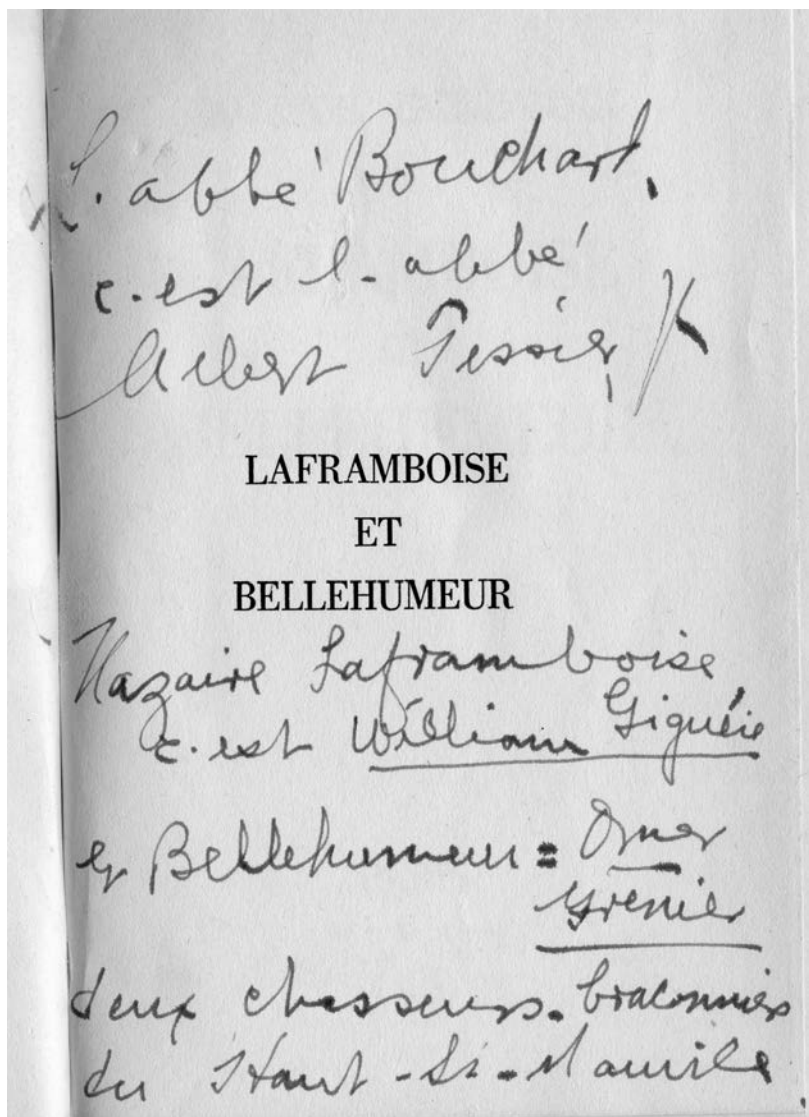 L'abbé Bouchart,
c'est l'abbé
Albert Tessier
LAFRAMBOISE
ET
BELLEHUMEUR
Nazaire Laframboise,
c'est William Giguère
et Bellehumeur = Omer
Grenier
deux chasseurs-braconniers
du Haut-St-Maurice